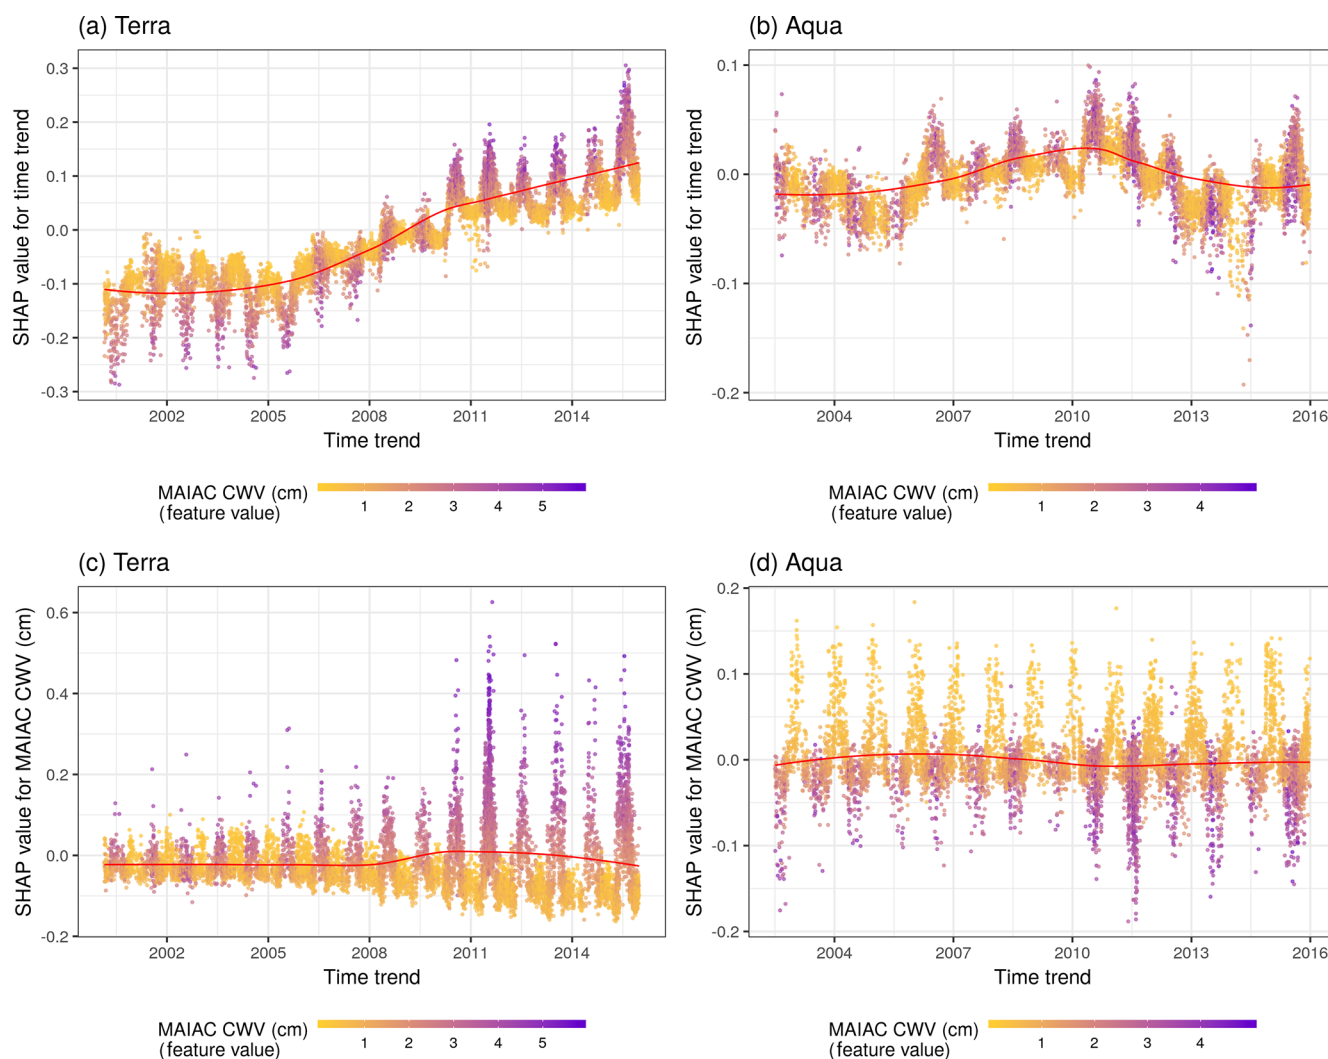 (a) Terra
SHAP value for time trend
0.3
0.2
0.1
0.0
-0.1
-0.2
-0.3
2002 2005 2008 2011 2014
Time trend
MAIAC CWV (cm)
(feature value)
1 2 3 4 5
(b) Aqua
SHAP value for time trend
0.1
0.0
-0.1
-0.2
2004 2007 2010 2013 2016
Time trend
MAIAC CWV (cm)
(feature value)
1 2 3 4
(c) Terra
SHAP value for MAIAC CWV (cm)
0.6
0.4
0.2
0.0
-0.2
2002 2005 2008 2011 2014
Time trend
MAIAC CWV (cm)
(feature value)
1 2 3 4 5
(d) Aqua
SHAP value for MAIAC CWV (cm)
0.2
0.1
0.0
-0.1
-0.2
2004 2007 2010 2013 2016
Time trend
MAIAC CWV (cm)
(feature value)
1 2 3 4